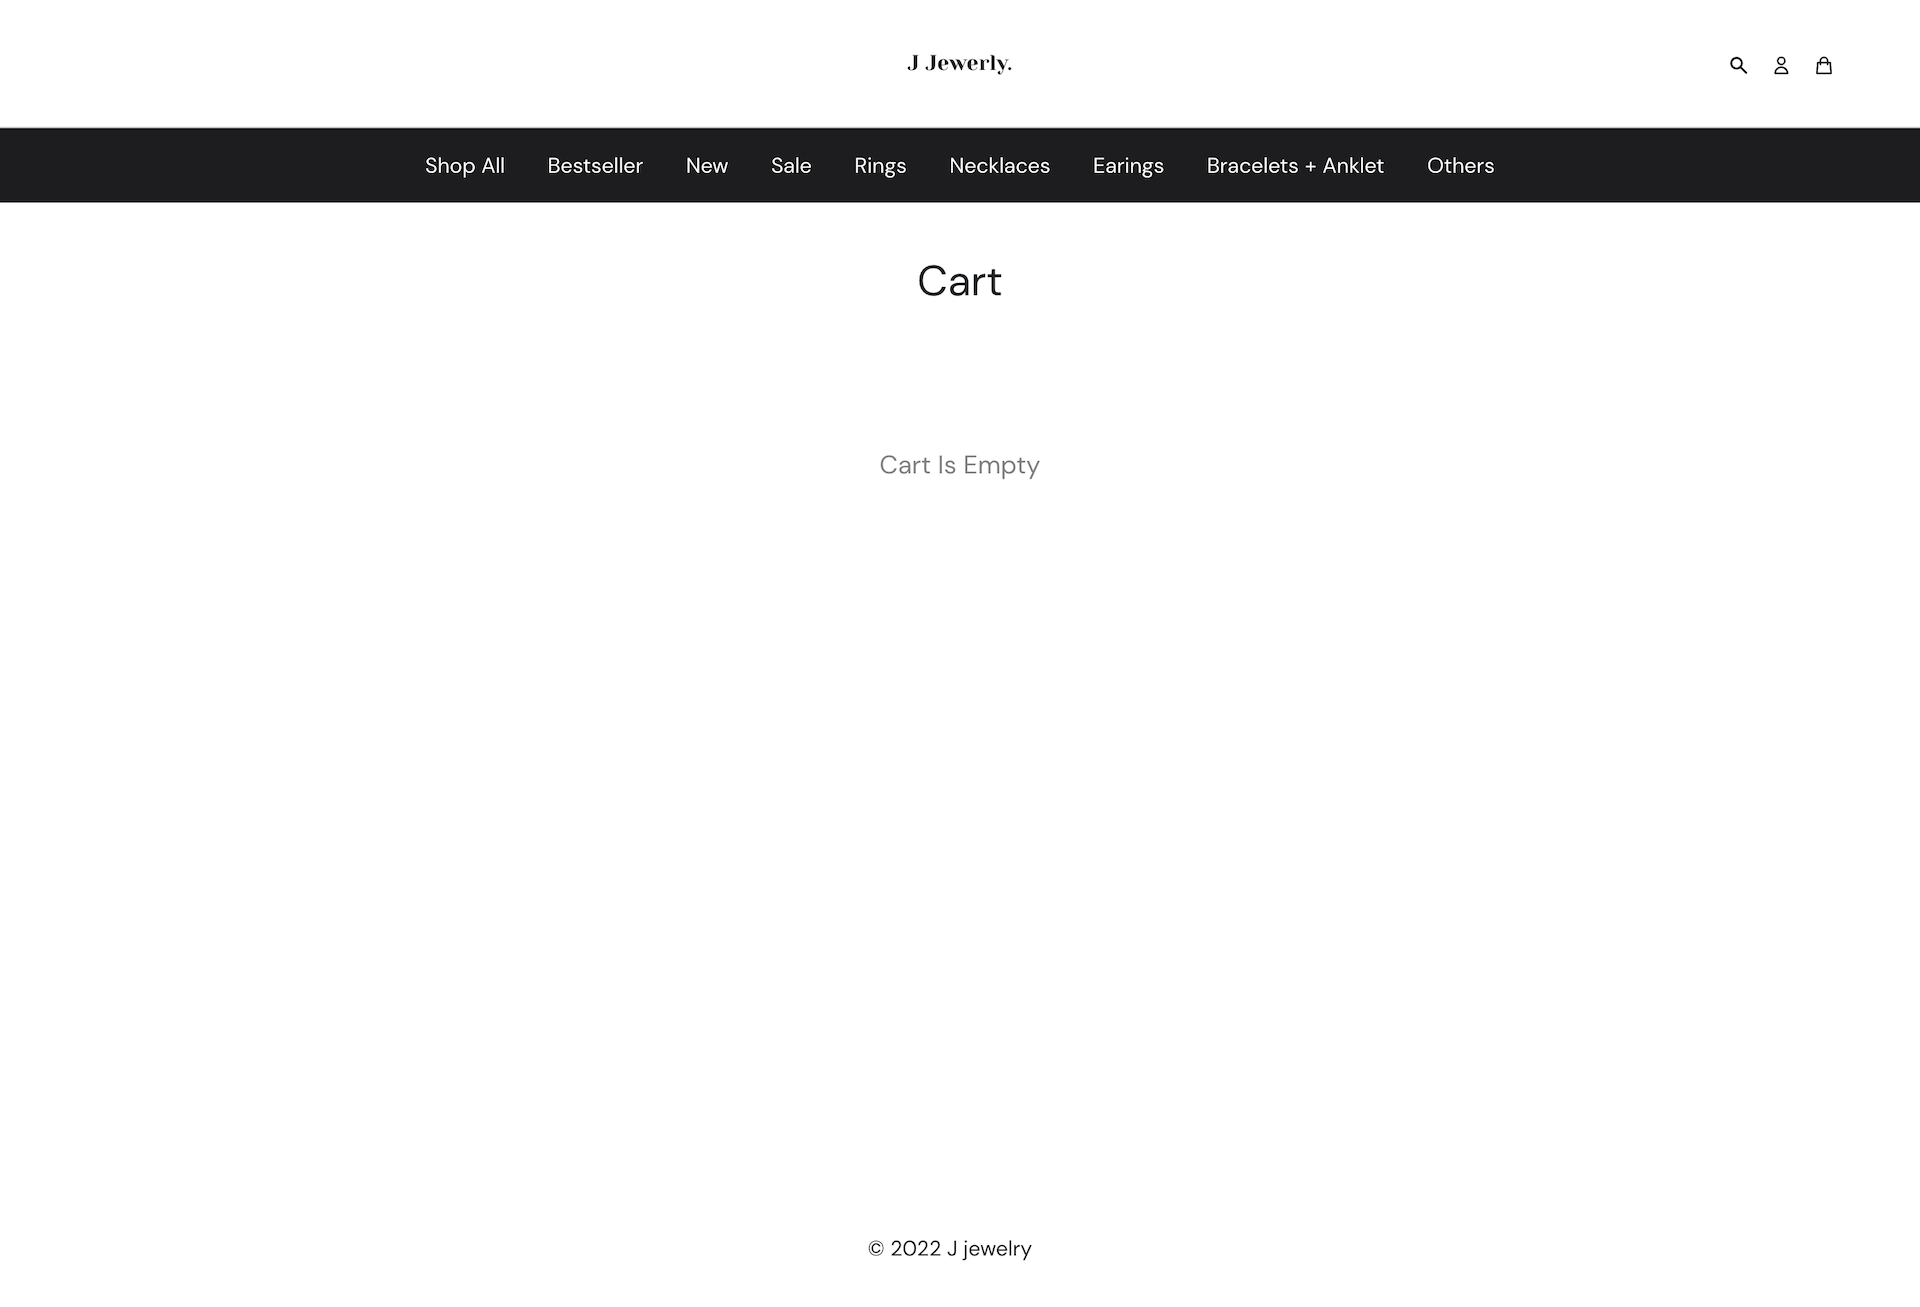 J Jewerly.
Shop All Bestseller New Sale Rings Necklaces Earings Bracelets + Anklet Others
Cart
Cart Is Empty
© 2022 J jewelry